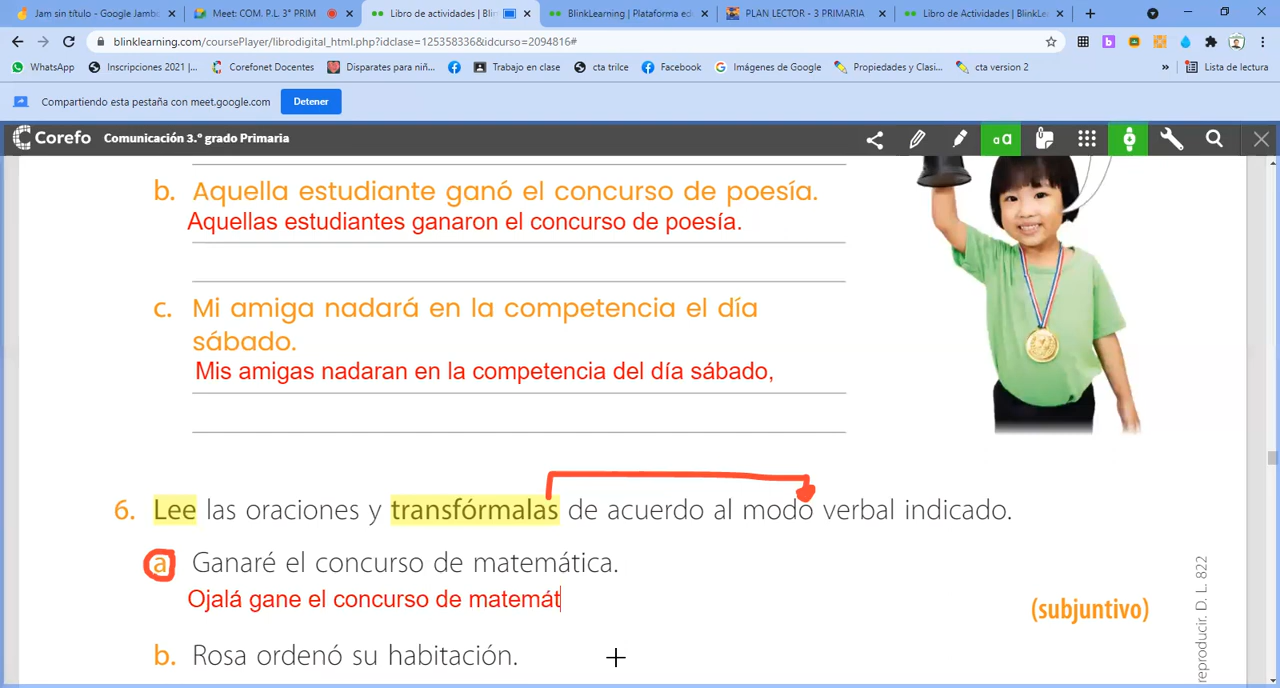 Jam sin título - Google Jambo
Meet: COM. P.L. 3° PRIM
Libro de actividades | Blin
BlinkLearning | Plataforma ed
PLAN LECTOR - 3 PRIMARIA
Libro de Actividades | BlinkLe
blinklearning.com/coursePlayer/librodigital_html.php?idclase=125358336&idcurso=2094816#
WhatsApp
Inscripciones 2021 |...
Corefonet Docentes
Disparates para niñ...
Trabajo en clase
cta trilce
Facebook
Imágenes de Google
Propiedades y Clasi...
cta version 2
»
Lista de lectura
Compartiendo esta pestaña con meet.google.com
Detener
Corefo
Comunicación 3.º grado Primaria
aA
b. Aquella estudiante ganó el concurso de poesía.
Aquellas estudiantes ganaron el concurso de poesía.
c. Mi amiga nadará en la competencia el día
sábado.
Mis amigas nadaran en la competencia del día sábado,
6. Lee las oraciones y transfórmalas de acuerdo al modo verbal indicado.
a Ganaré el concurso de matemática.
Ojalá gane el concurso de matemát
(subjuntivo)
b. Rosa ordenó su habitación.
reproducir. D. L. 822